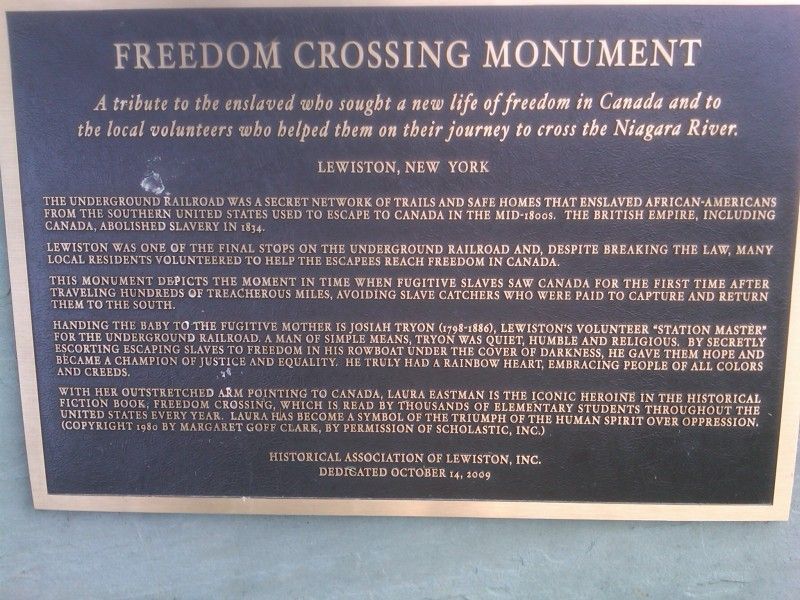 FREEDOM CROSSING MONUMENT
A tribute to the enslaved who sought a new life of freedom in Canada and to
the local volunteers who helped them on their journey to cross the Niagara River.
LEWISTON, NEW YORK
THE UNDERGROUND RAILROAD WAS A SECRET NETWORK OF TRAILS AND SAFE HOMES THAT ENSLAVED AFRICAN-AMERICANS
FROM THE SOUTHERN UNITED STATES USED TO ESCAPE TO CANADA IN THE MID-1800S. THE BRITISH EMPIRE, INCLUDING
CANADA, ABOLISHED SLAVERY IN 1834.
LEWISTON WAS ONE OF THE FINAL STOPS ON THE UNDERGROUND RAILROAD AND, DESPITE BREAKING THE LAW, MANY
LOCAL RESIDENTS VOLUNTEERED TO HELP THE ESCAPEES REACH FREEDOM IN CANADA.
THIS MONUMENT DEPICTS THE MOMENT IN TIME WHEN FUGITIVE SLAVES SAW CANADA FOR THE FIRST TIME AFTER
TRAVELING HUNDREDS OF TREACHEROUS MILES, AVOIDING SLAVE CATCHERS WHO WERE PAID TO CAPTURE AND RETURN
THEM TO THE SOUTH.
HANDING THE BABY TO THE FUGITIVE MOTHER IS JOSIAH TRYON (1798-1886), LEWISTON'S VOLUNTEER "STATION MASTER"
FOR THE UNDERGROUND RAILROAD. A MAN OF SIMPLE MEANS, TRYON WAS QUIET, HUMBLE AND RELIGIOUS. BY SECRETLY
ESCORTING ESCAPING SLAVES TO FREEDOM IN HIS ROWBOAT UNDER THE COVER OF DARKNESS, HE GAVE THEM HOPE AND
BECAME A CHAMPION OF JUSTICE AND EQUALITY. HE TRULY HAD A RAINBOW HEART, EMBRACING PEOPLE OF ALL COLORS
AND CREEDS.
WITH HER OUTSTRETCHED ARM POINTING TO CANADA, LAURA EASTMAN IS THE ICONIC HEROINE IN THE HISTORICAL
FICTION BOOK, FREEDOM CROSSING, WHICH IS READ BY THOUSANDS OF ELEMENTARY STUDENTS THROUGHOUT THE
UNITED STATES EVERY YEAR. LAURA HAS BECOME A SYMBOL OF THE TRIUMPH OF THE HUMAN SPIRIT OVER OPPRESSION.
(COPYRIGHT 1980 BY MARGARET GOFF CLARK, BY PERMISSION OF SCHOLASTIC, INC.)
HISTORICAL ASSOCIATION OF LEWISTON, INC.
DEDICATED OCTOBER 14, 2009